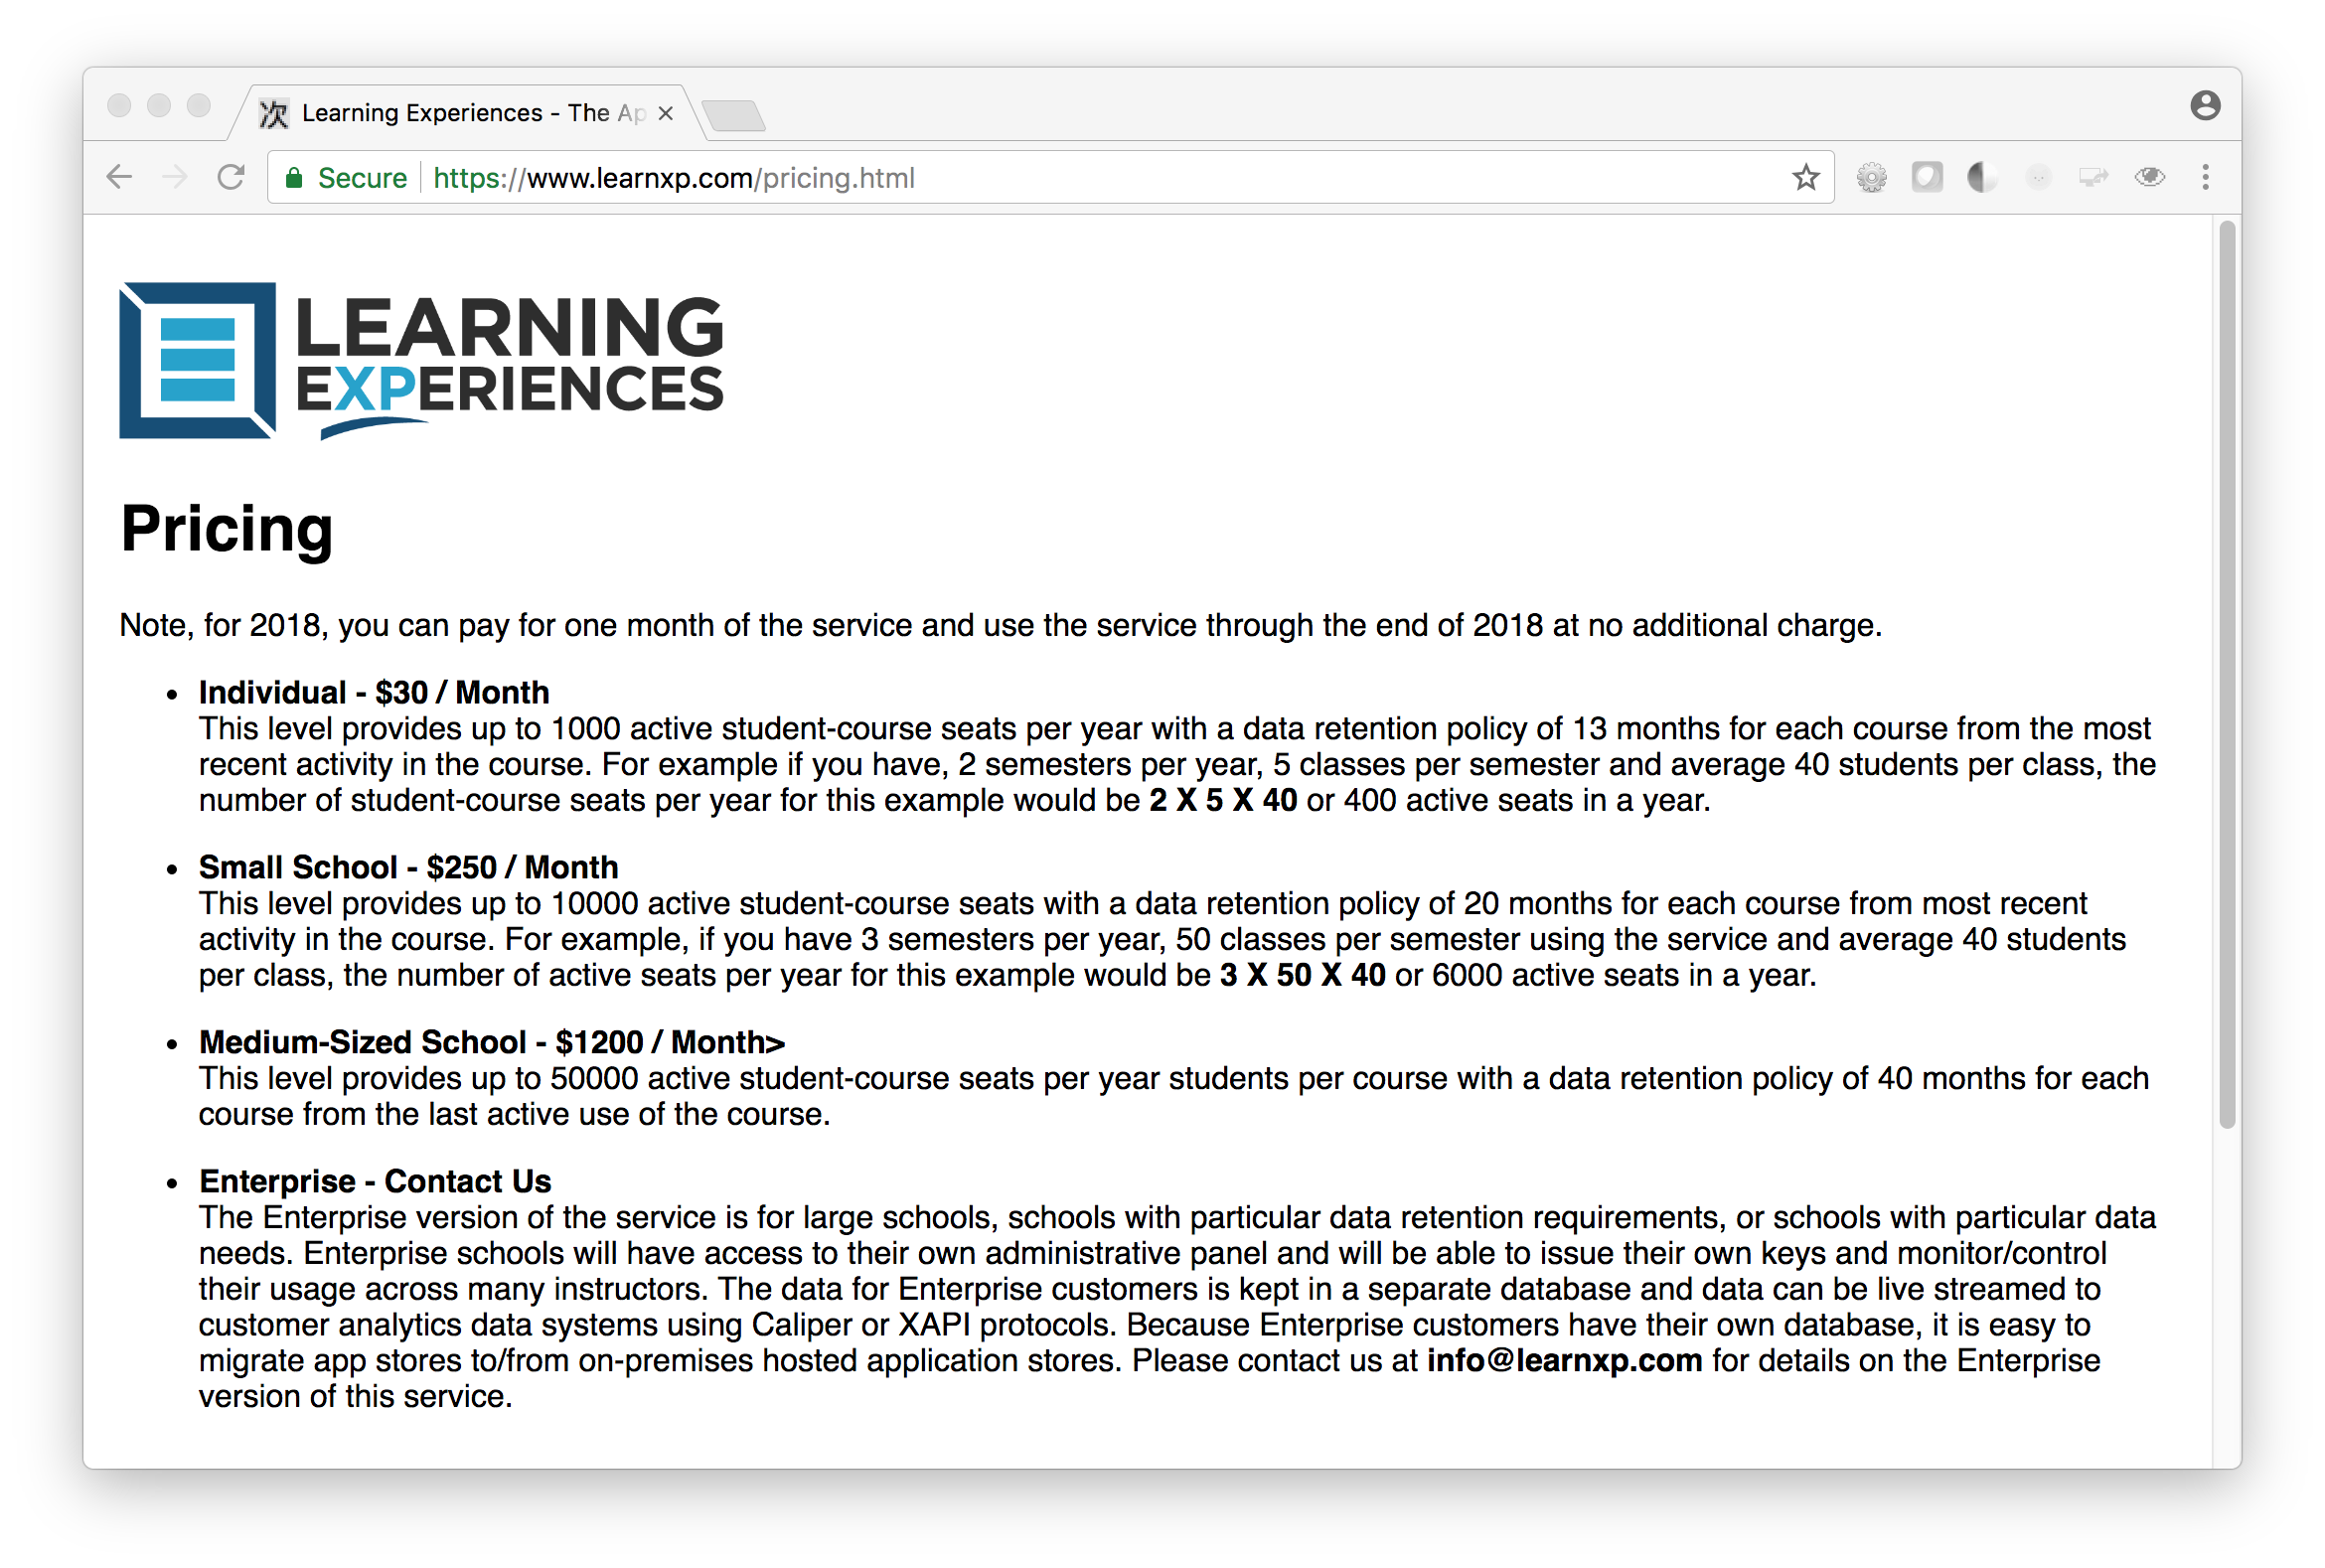 次 Learning Experiences - The Ap
Secure https://www.learnxp.com/pricing.html
LEARNING
EXPERIENCES
Pricing
Note, for 2018, you can pay for one month of the service and use the service through the end of 2018 at no additional charge.
• Individual - $30 / Month
This level provides up to 1000 active student-course seats per year with a data retention policy of 13 months for each course from the most
recent activity in the course. For example if you have, 2 semesters per year, 5 classes per semester and average 40 students per class, the
number of student-course seats per year for this example would be 2 X 5 X 40 or 400 active seats in a year.
• Small School - $250 / Month
This level provides up to 10000 active student-course seats with a data retention policy of 20 months for each course from most recent
activity in the course. For example, if you have 3 semesters per year, 50 classes per semester using the service and average 40 students
per class, the number of active seats per year for this example would be 3 X 50 X 40 or 6000 active seats in a year.
• Medium-Sized School - $1200 / Month>
This level provides up to 50000 active student-course seats per year students per course with a data retention policy of 40 months for each
course from the last active use of the course.
• Enterprise - Contact Us
The Enterprise version of the service is for large schools, schools with particular data retention requirements, or schools with particular data
needs. Enterprise schools will have access to their own administrative panel and will be able to issue their own keys and monitor/control
their usage across many instructors. The data for Enterprise customers is kept in a separate database and data can be live streamed to
customer analytics data systems using Caliper or XAPI protocols. Because Enterprise customers have their own database, it is easy to
migrate app stores to/from on-premises hosted application stores. Please contact us at info@learnxp.com for details on the Enterprise
version of this service.